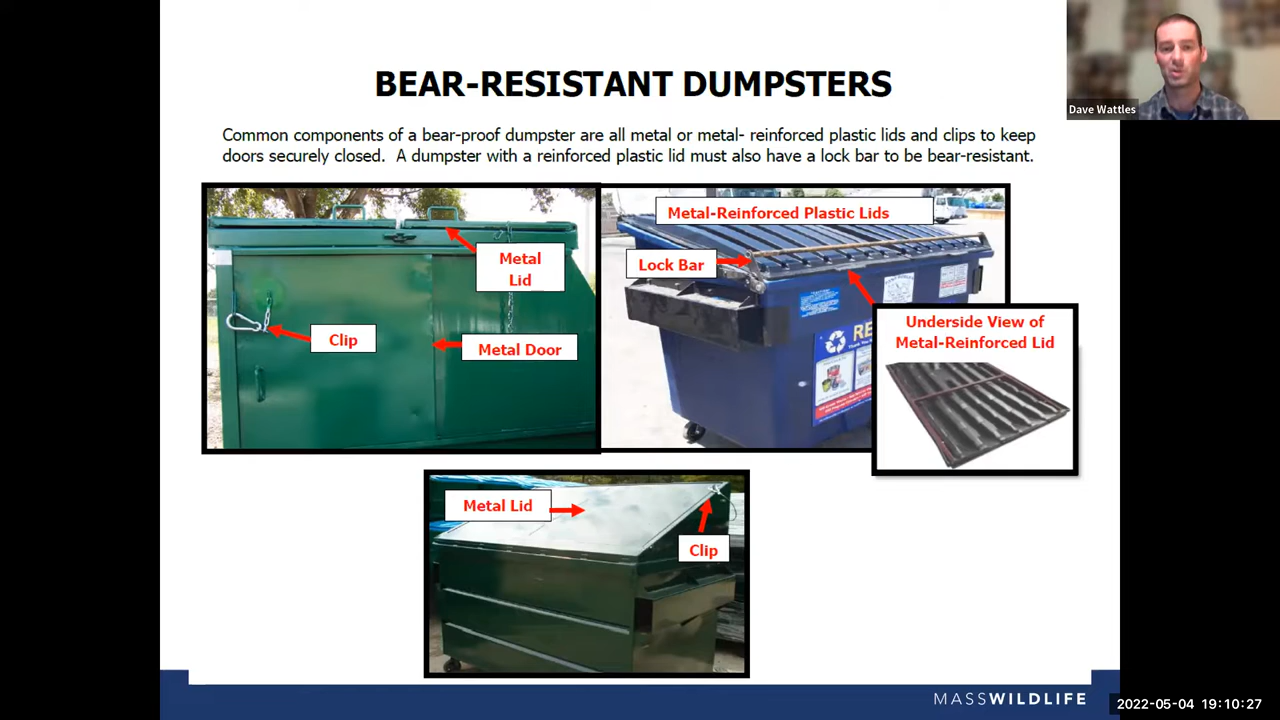 BEAR-RESISTANT DUMPSTERS
Dave Wattles
Common components of a bear-proof dumpster are all metal or metal- reinforced plastic lids and clips to keep
doors securely closed. A dumpster with a reinforced plastic lid must also have a lock bar to be bear-resistant.
Metal
Lid
Clip
Metal Door
Metal-Reinforced Plastic Lids
Lock Bar
Underside View of
Metal-Reinforced Lid
Metal Lid
Clip
MASSWILDLIFE
2022-05-04 19:10:27